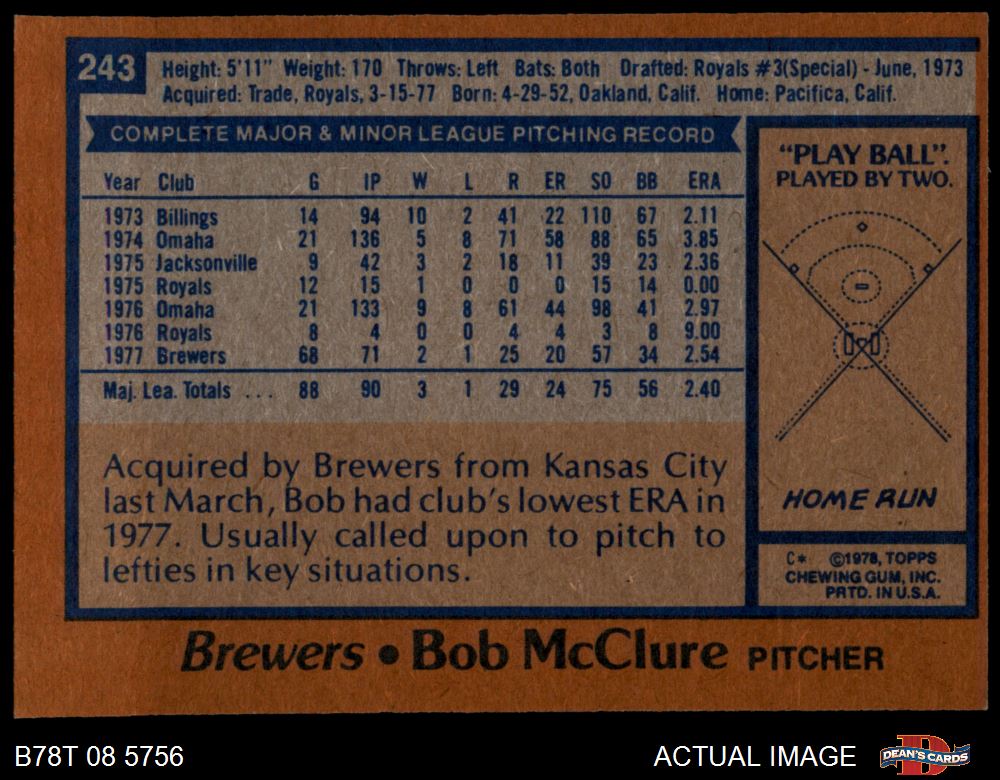 243
Height: 5'11" Weight: 170 Throws: Left Bats: Both Drafted: Royals #3(Special) - June, 1973
Acquired: Trade, Royals, 3-15-77 Born: 4-29-52, Oakland, Calif. Home: Pacifica, Calif.
COMPLETE MAJOR & MINOR LEAGUE PITCHING RECORD
Year Club G IP W L R ER SO BB ERA
1973 Billings 14 94 10 2 41 22 110 67 2.11
1974 Omaha 21 136 5 8 71 58 88 65 3.85
1975 Jacksonville 9 42 3 2 18 11 39 23 2.36
1975 Royals 12 15 1 0 0 0 15 14 0.00
1976 Omaha 21 133 9 8 61 44 98 41 2.97
1976 Royals 8 4 0 0 4 4 3 8 9.00
1977 Brewers 68 71 2 1 25 20 57 34 2.54
Maj. Lea. Totals ... 88 90 3 1 29 24 75 56 2.40
Acquired by Brewers from Kansas City
last March, Bob had club's lowest ERA in
1977. Usually called upon to pitch to
lefties in key situations.
"PLAY BALL".
PLAYED BY TWO.
HOME RUN
C* ©1978, TOPPS
CHEWING GUM, INC.
PRTD. IN U.S.A.
Brewers • Bob McClure PITCHER
B78T 08 5756
ACTUAL IMAGE
D
DEAN'S CARDS